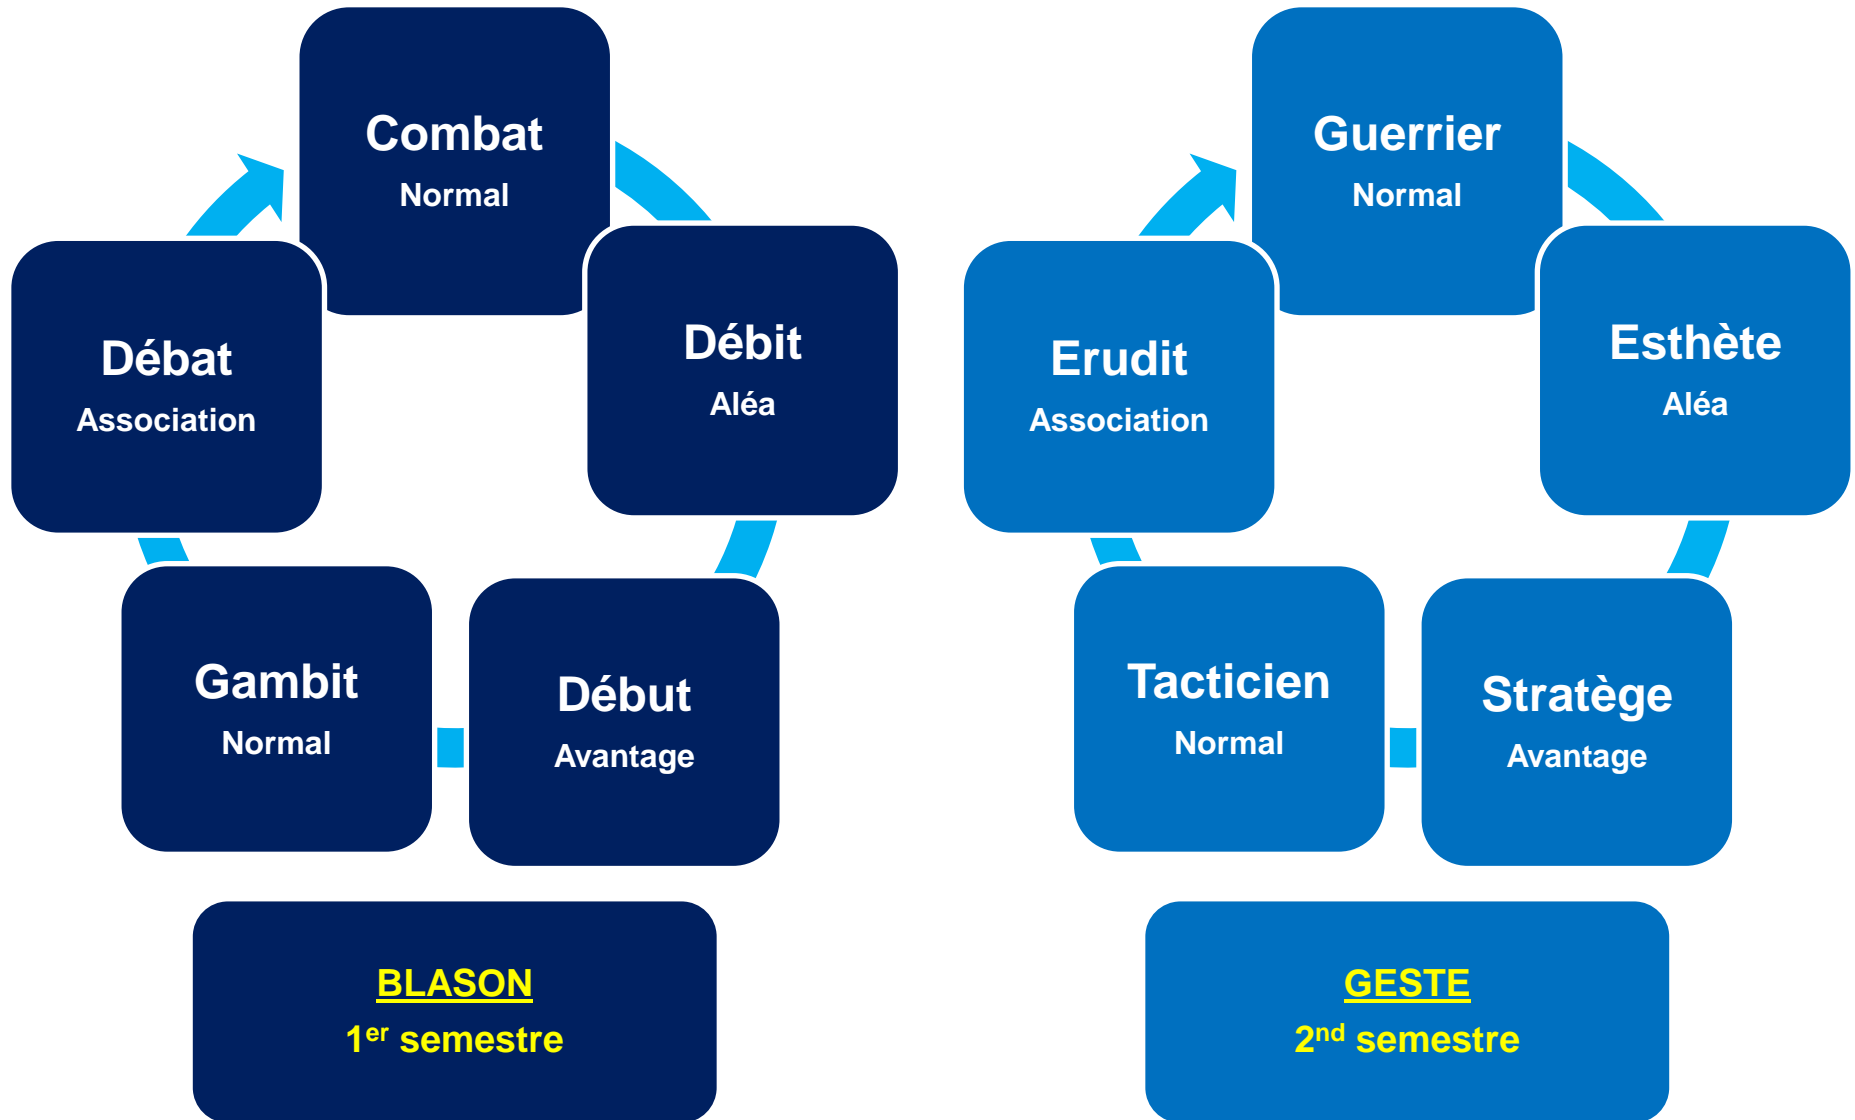 Combat
Normal
Débit
Aléa
Début
Avantage
Gambit
Normal
Débat
Association
BLASON
1er semestre
Guerrier
Normal
Esthète
Aléa
Stratège
Avantage
Tacticien
Normal
Erudit
Association
GESTE
2nd semestre